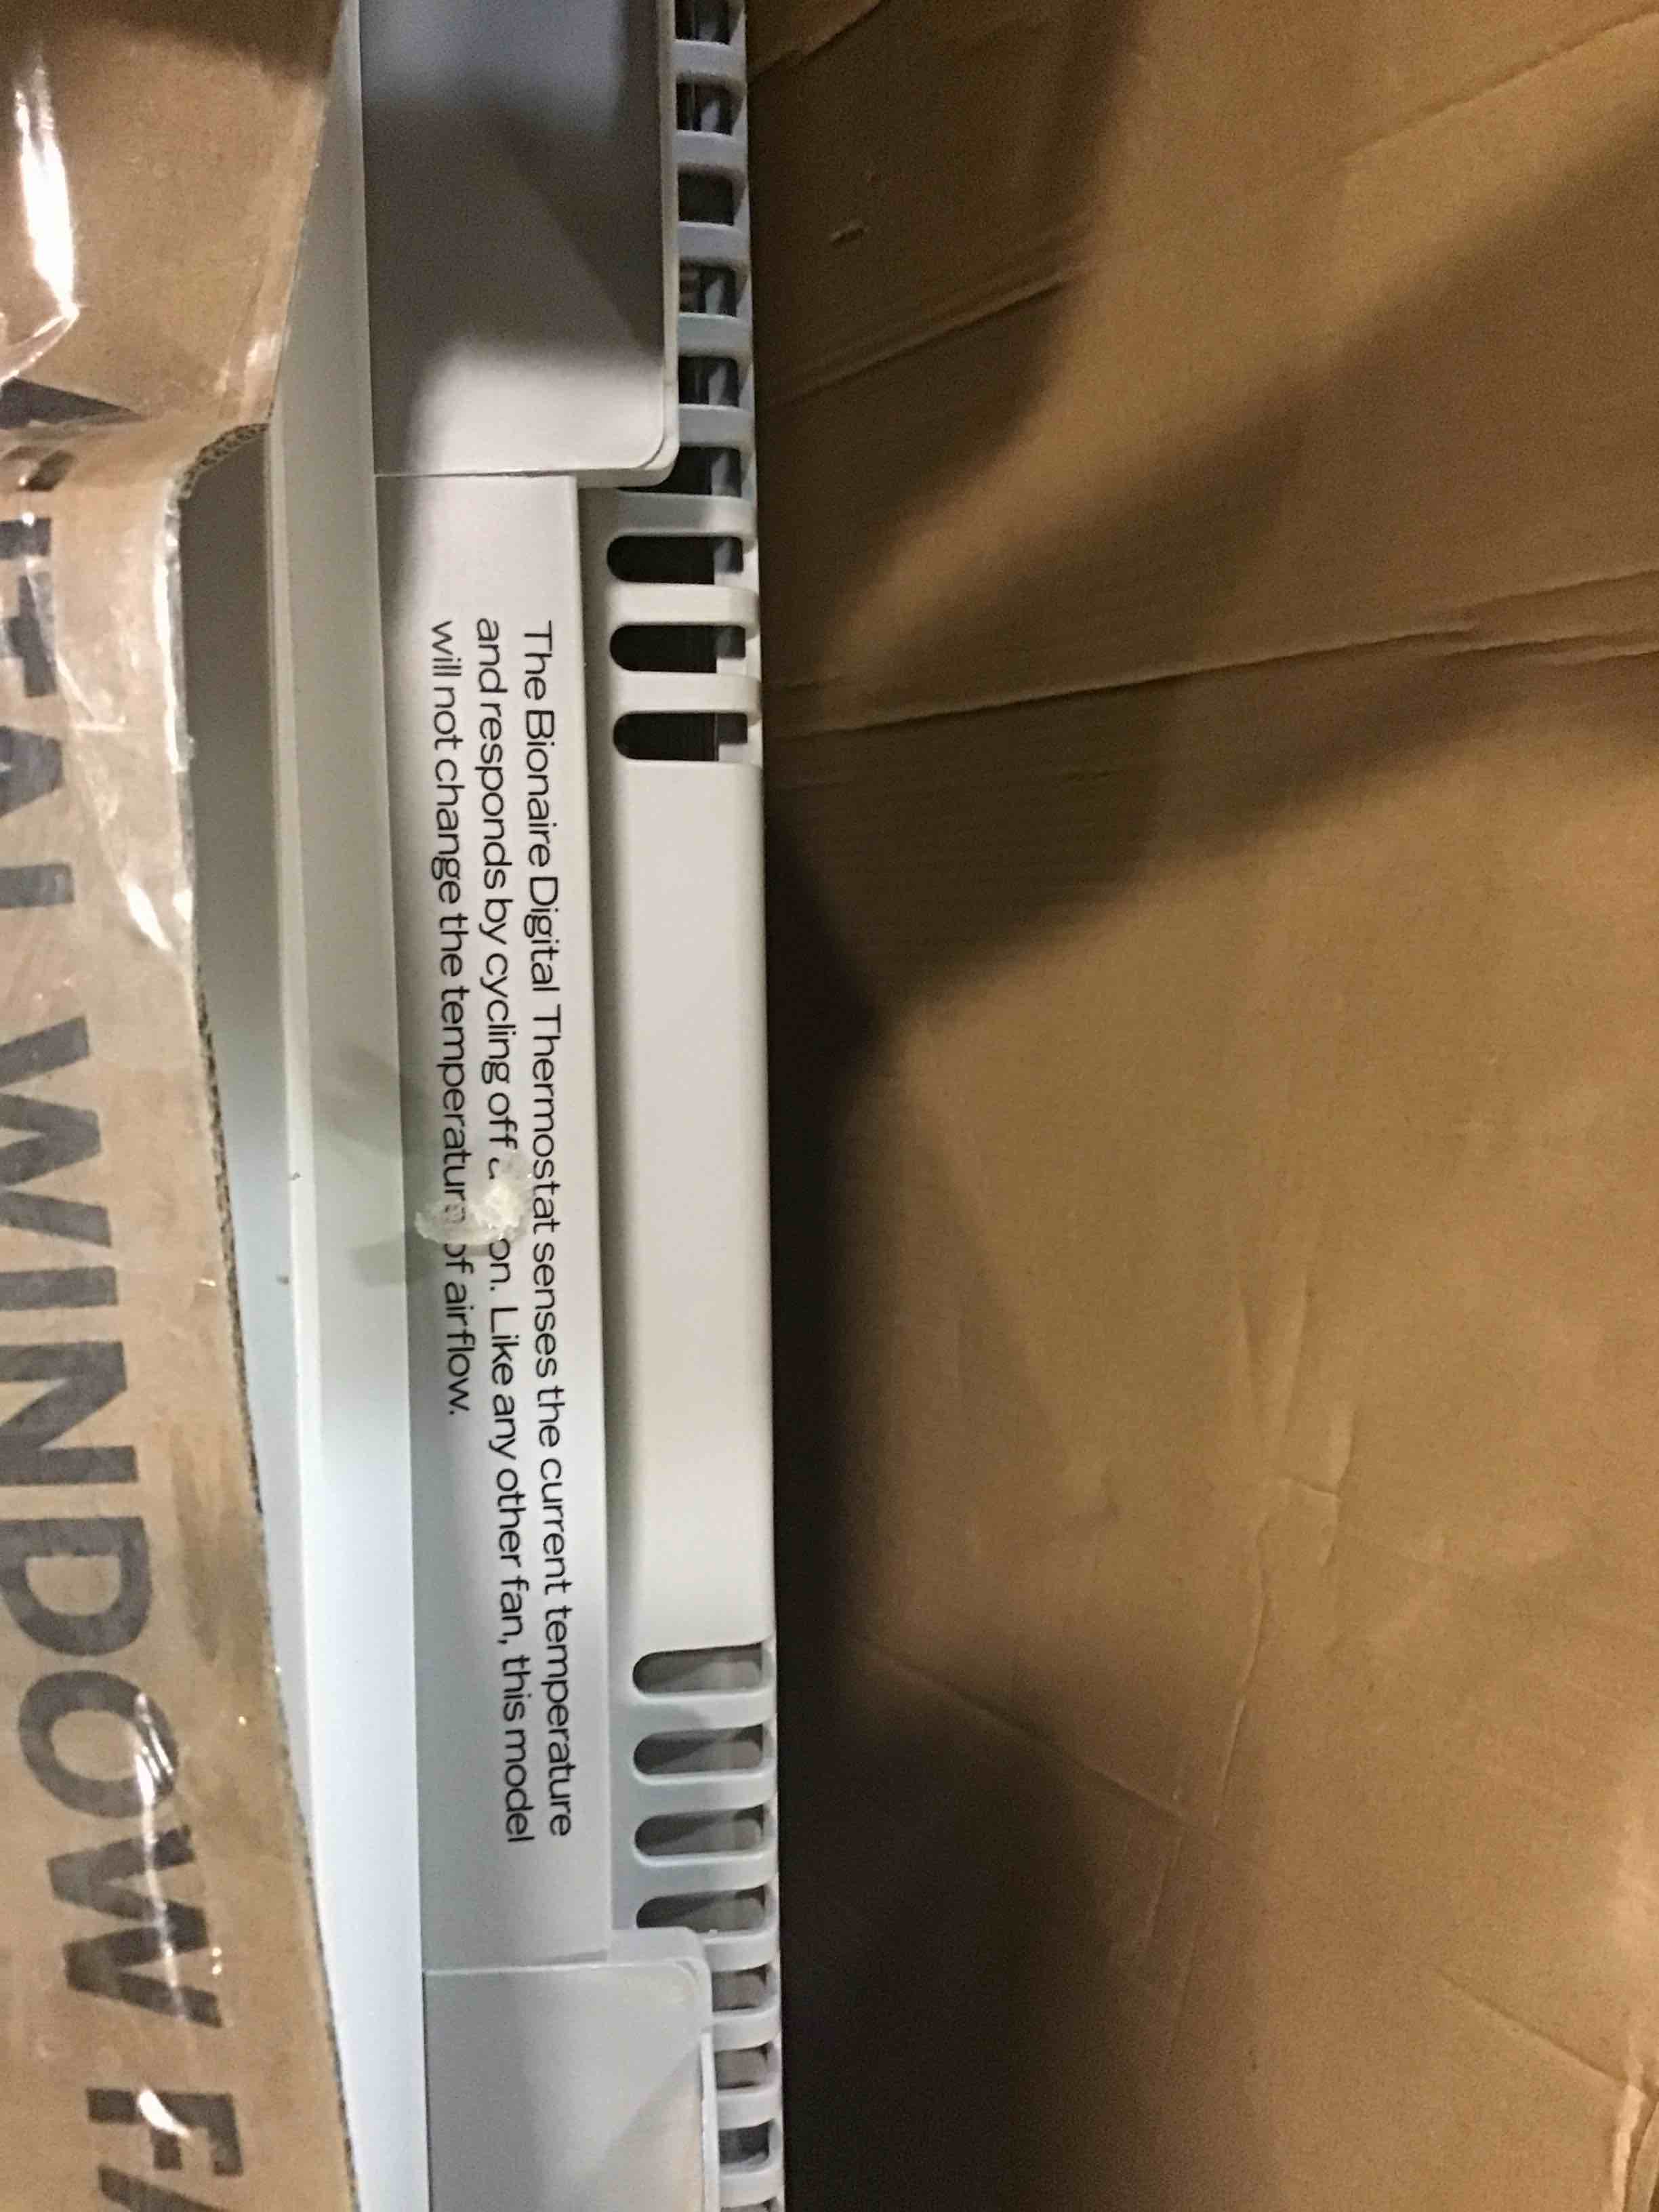 The Bionaire Digital Thermostat senses the current temperature
and responds by cycling off on. Like any other fan, this model
will not change the temperature of airflow.
WINDOW